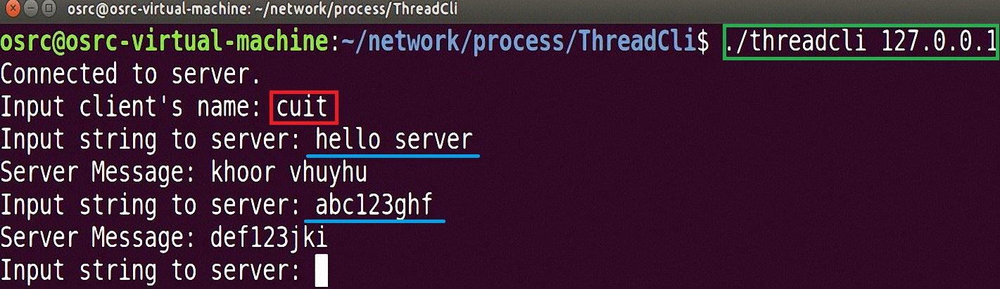 osrc@osrc-virtual-machine: ~/network/process/ThreadCli
osrc@osrc-virtual-machine:~/network/process/ThreadCli$ ./threadcli 127.0.0.1
Connected to server.
Input client's name: cuit
Input string to server: hello server
Server Message: khoor vhuyhu
Input string to server: abc123ghf
Server Message: def123jki
Input string to server: